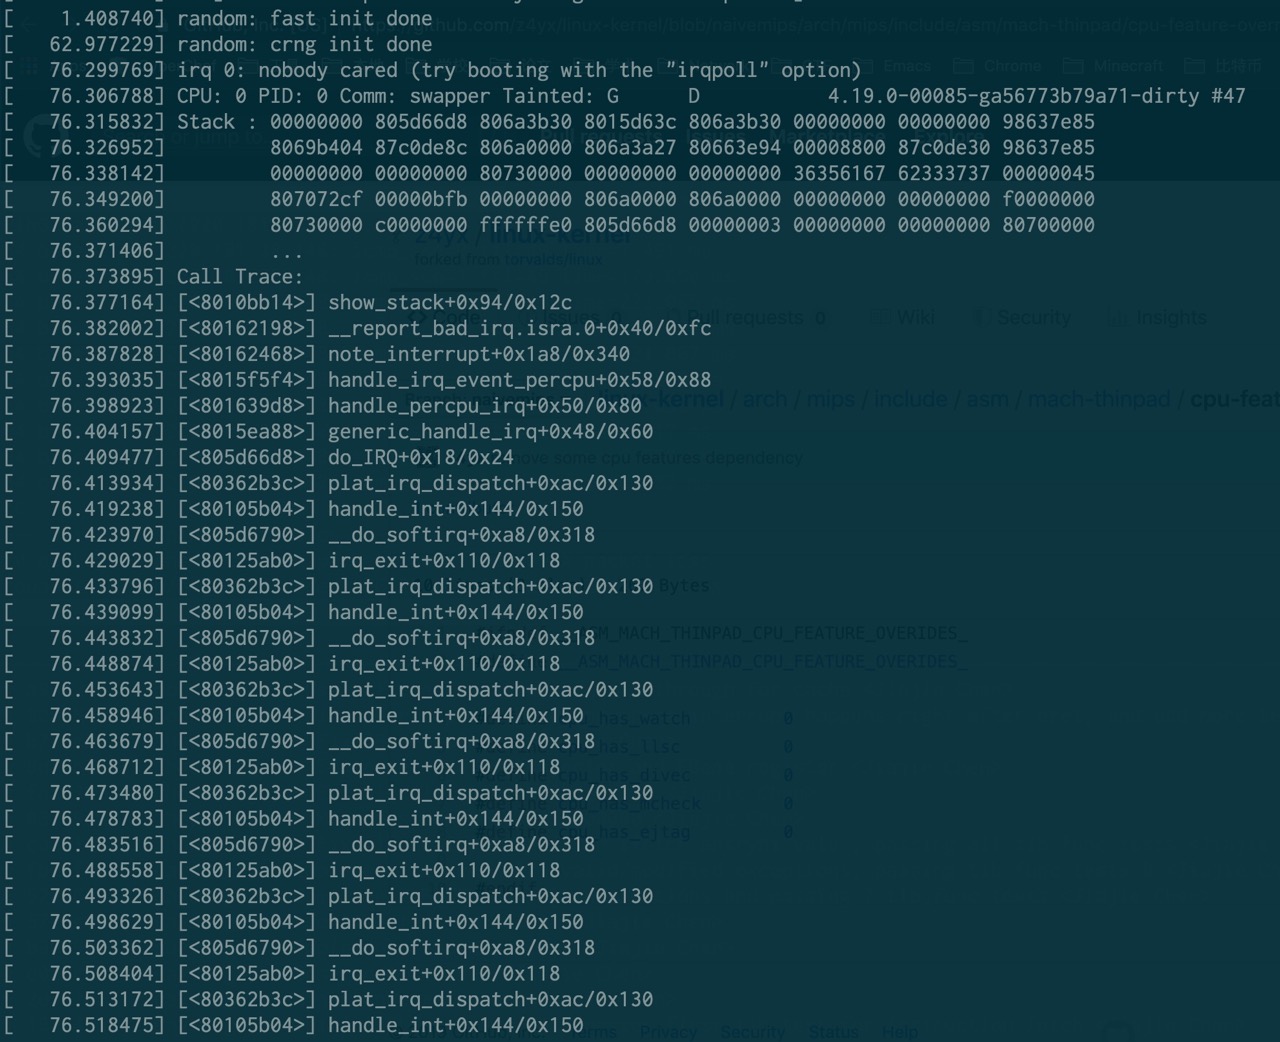 [    1.408740] random: fast init done
[   62.977229] random: crng init done
[   76.299769] irq 0: nobody cared (try booting with the "irqpoll" option)
[   76.306788] CPU: 0 PID: 0 Comm: swapper Tainted: G      D           4.19.0-00085-ga56773b79a71-dirty #47
[   76.315832] Stack : 00000000 805d66d8 806a3b30 8015d63c 806a3b30 00000000 00000000 98637e85
[   76.326952]         8069b404 87c0de8c 806a0000 806a3a27 80663e94 00008800 87c0de30 98637e85
[   76.338142]         00000000 00000000 80730000 00000000 00000000 36356167 62333737 00000045
[   76.349200]         807072cf 00000bfb 00000000 806a0000 806a0000 00000000 00000000 f0000000
[   76.360294]         80730000 c0000000 ffffffe0 805d66d8 00000003 00000000 00000000 80700000
[   76.371406]         ...
[   76.373895] Call Trace:
[   76.377164] [<8010bb14>] show_stack+0x94/0x12c
[   76.382002] [<80162198>] __report_bad_irq.isra.0+0x40/0xfc
[   76.387828] [<80162468>] note_interrupt+0x1a8/0x340
[   76.393035] [<8015f5f4>] handle_irq_event_percpu+0x58/0x88
[   76.398923] [<801639d8>] handle_percpu_irq+0x50/0x80
[   76.404157] [<8015ea88>] generic_handle_irq+0x48/0x60
[   76.409477] [<805d66d8>] do_IRQ+0x18/0x24
[   76.413934] [<80362b3c>] plat_irq_dispatch+0xac/0x130
[   76.419238] [<80105b04>] handle_int+0x144/0x150
[   76.423970] [<805d6790>] __do_softirq+0xa8/0x318
[   76.429029] [<80125ab0>] irq_exit+0x110/0x118
[   76.433796] [<80362b3c>] plat_irq_dispatch+0xac/0x130
[   76.439099] [<80105b04>] handle_int+0x144/0x150
[   76.443832] [<805d6790>] __do_softirq+0xa8/0x318
[   76.448874] [<80125ab0>] irq_exit+0x110/0x118
[   76.453643] [<80362b3c>] plat_irq_dispatch+0xac/0x130
[   76.458946] [<80105b04>] handle_int+0x144/0x150
[   76.463679] [<805d6790>] __do_softirq+0xa8/0x318
[   76.468712] [<80125ab0>] irq_exit+0x110/0x118
[   76.473480] [<80362b3c>] plat_irq_dispatch+0xac/0x130
[   76.478783] [<80105b04>] handle_int+0x144/0x150
[   76.483516] [<805d6790>] __do_softirq+0xa8/0x318
[   76.488558] [<80125ab0>] irq_exit+0x110/0x118
[   76.493326] [<80362b3c>] plat_irq_dispatch+0xac/0x130
[   76.498629] [<80105b04>] handle_int+0x144/0x150
[   76.503362] [<805d6790>] __do_softirq+0xa8/0x318
[   76.508404] [<80125ab0>] irq_exit+0x110/0x118
[   76.513172] [<80362b3c>] plat_irq_dispatch+0xac/0x130
[   76.518475] [<80105b04>] handle_int+0x144/0x150